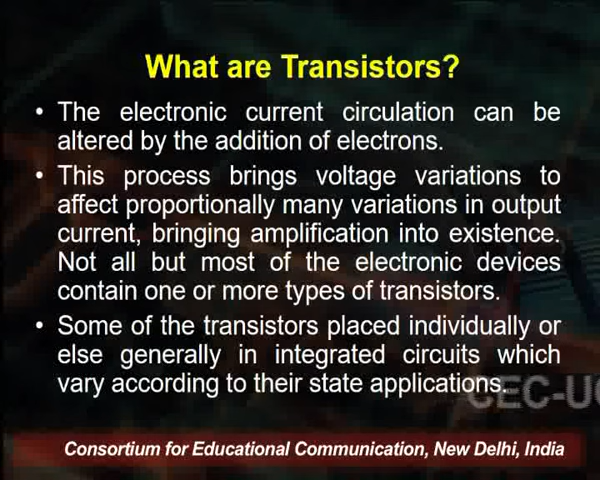 What are Transistors?
• The electronic current circulation can be
altered by the addition of electrons.
• This process brings voltage variations to
affect proportionally many variations in output
current, bringing amplification into existence.
Not all but most of the electronic devices
contain one or more types of transistors.
• Some of the transistors placed individually or
else generally in integrated circuits which
vary according to their state applications.
CEC-UG
Consortium for Educational Communication, New Delhi, India